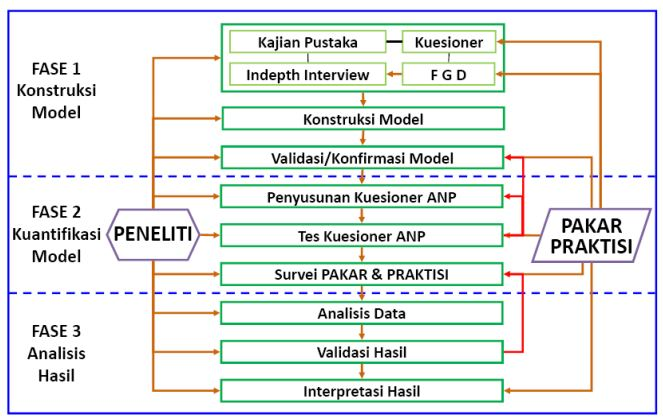 FASE 1
Konstruksi
Model
Kajian Pustaka
Kuesioner
Indepth Interview
F G D
Konstruksi Model
Validasi/Konfirmasi Model
FASE 2
Kuantifikasi
Model
PENELITI
Penyusunan Kuesioner ANP
Tes Kuesioner ANP
Survei PAKAR & PRAKTISI
PAKAR
PRAKTISI
FASE 3
Analisis
Hasil
Analisis Data
Validasi Hasil
Interpretasi Hasil